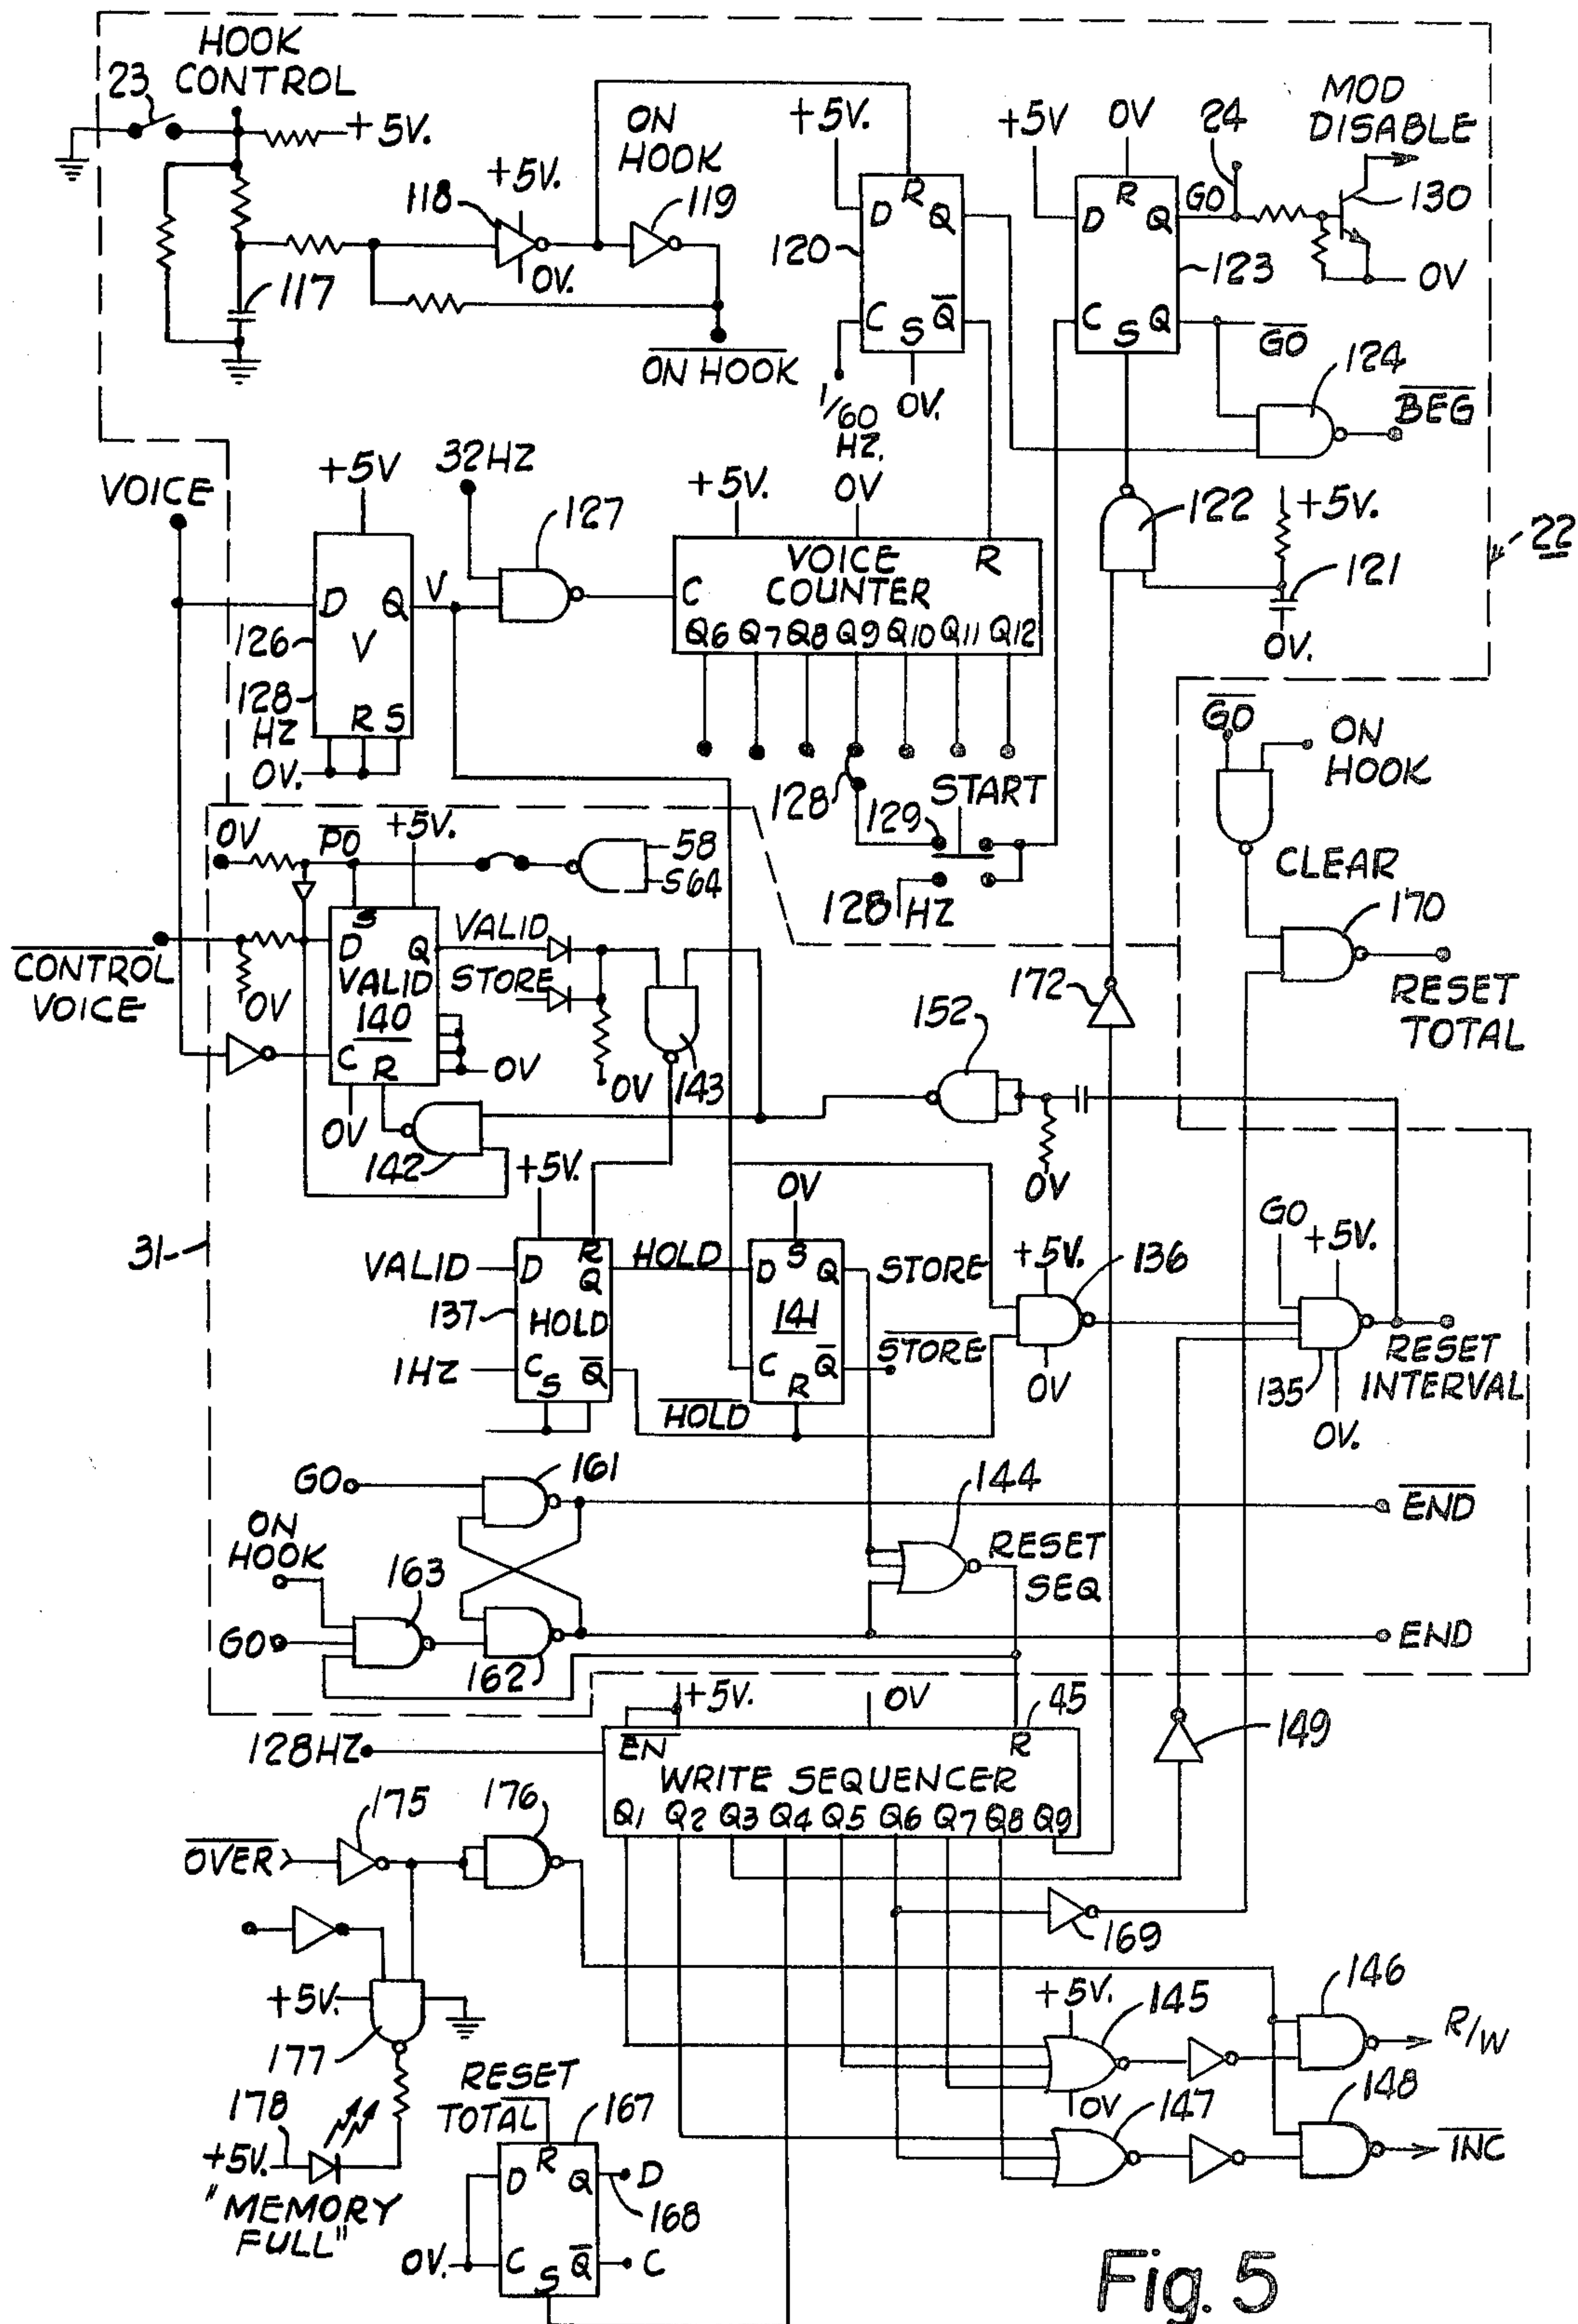 HOOK
CONTROL
23
+5V.
ON
HOOK
+5V.
118
119
0V.
117
ON HOOK
+5V.
R
D Q
120
C S Q
1/60
HZ.
0V.
+5V
0V
24
MOD
DISABLE
GO
R
D Q
130
123
0V
C S Q
GO
124
BEG
VOICE
+5V
32HZ
127
+5V.
0V
122
+5V.
22
121
0V.
VOICE
COUNTER
R
C
Q6 Q7 Q8 Q9 Q10 Q11 Q12
D Q
V
V
126
128
HZ
R S
0V.
128
129
START
128 HZ
GO
ON
HOOK
CLEAR
170
RESET
TOTAL
0V
PO
+5V.
58
S64
S
D Q
VALID
VALID
STORE
140
CONTROL
VOICE
0V
C R
0V
0V
143
0V
142
152
172
0V
+5V.
0V
31
VALID
D R Q
HOLD
137
HOLD
1HZ
C S Q
HOLD
D S Q
STORE
141
C R Q
STORE
+5V.
136
0V
GO
+5V.
135
RESET
INTERVAL
0V.
GO
161
END
ON
HOOK
163
144
RESET
SEQ
GO
162
END
+5V.
0V
45
128HZ
EN
R
WRITE SEQUENCER
Q1 Q2 Q3 Q4 Q5 Q6 Q7 Q8 Q9
149
175
176
OVER
169
+5V.
177
178
+5V.
"MEMORY
FULL"
+5V.
145
146
R/W
0V
147
148
INC
RESET
TOTAL
167
R
D Q
D
168
0V.
C S Q
C
Fig. 5